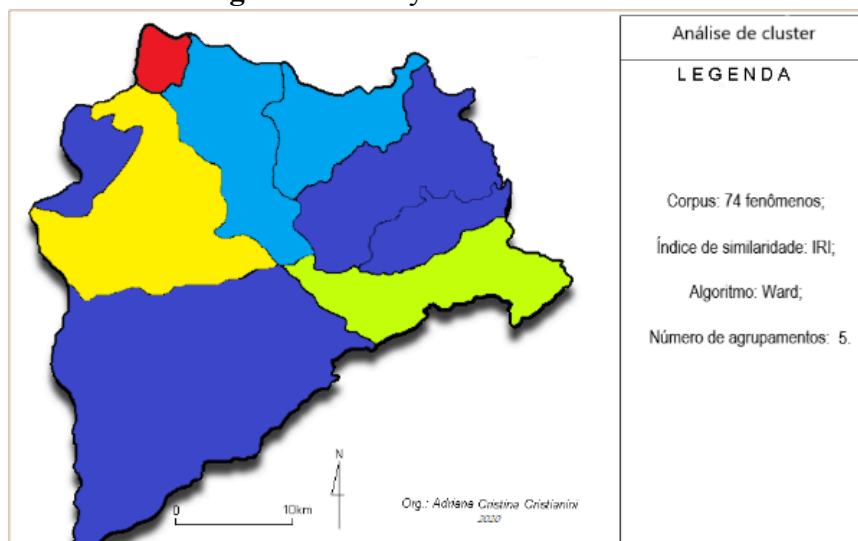 Análise de cluster
LEGENDA
Corpus: 74 fenômenos;
Índice de similaridade: IRI;
Algoritmo: Ward;
Número de agrupamentos: 5.
N
0
10km
Org.: Adriana Cristina Cristianini
2020